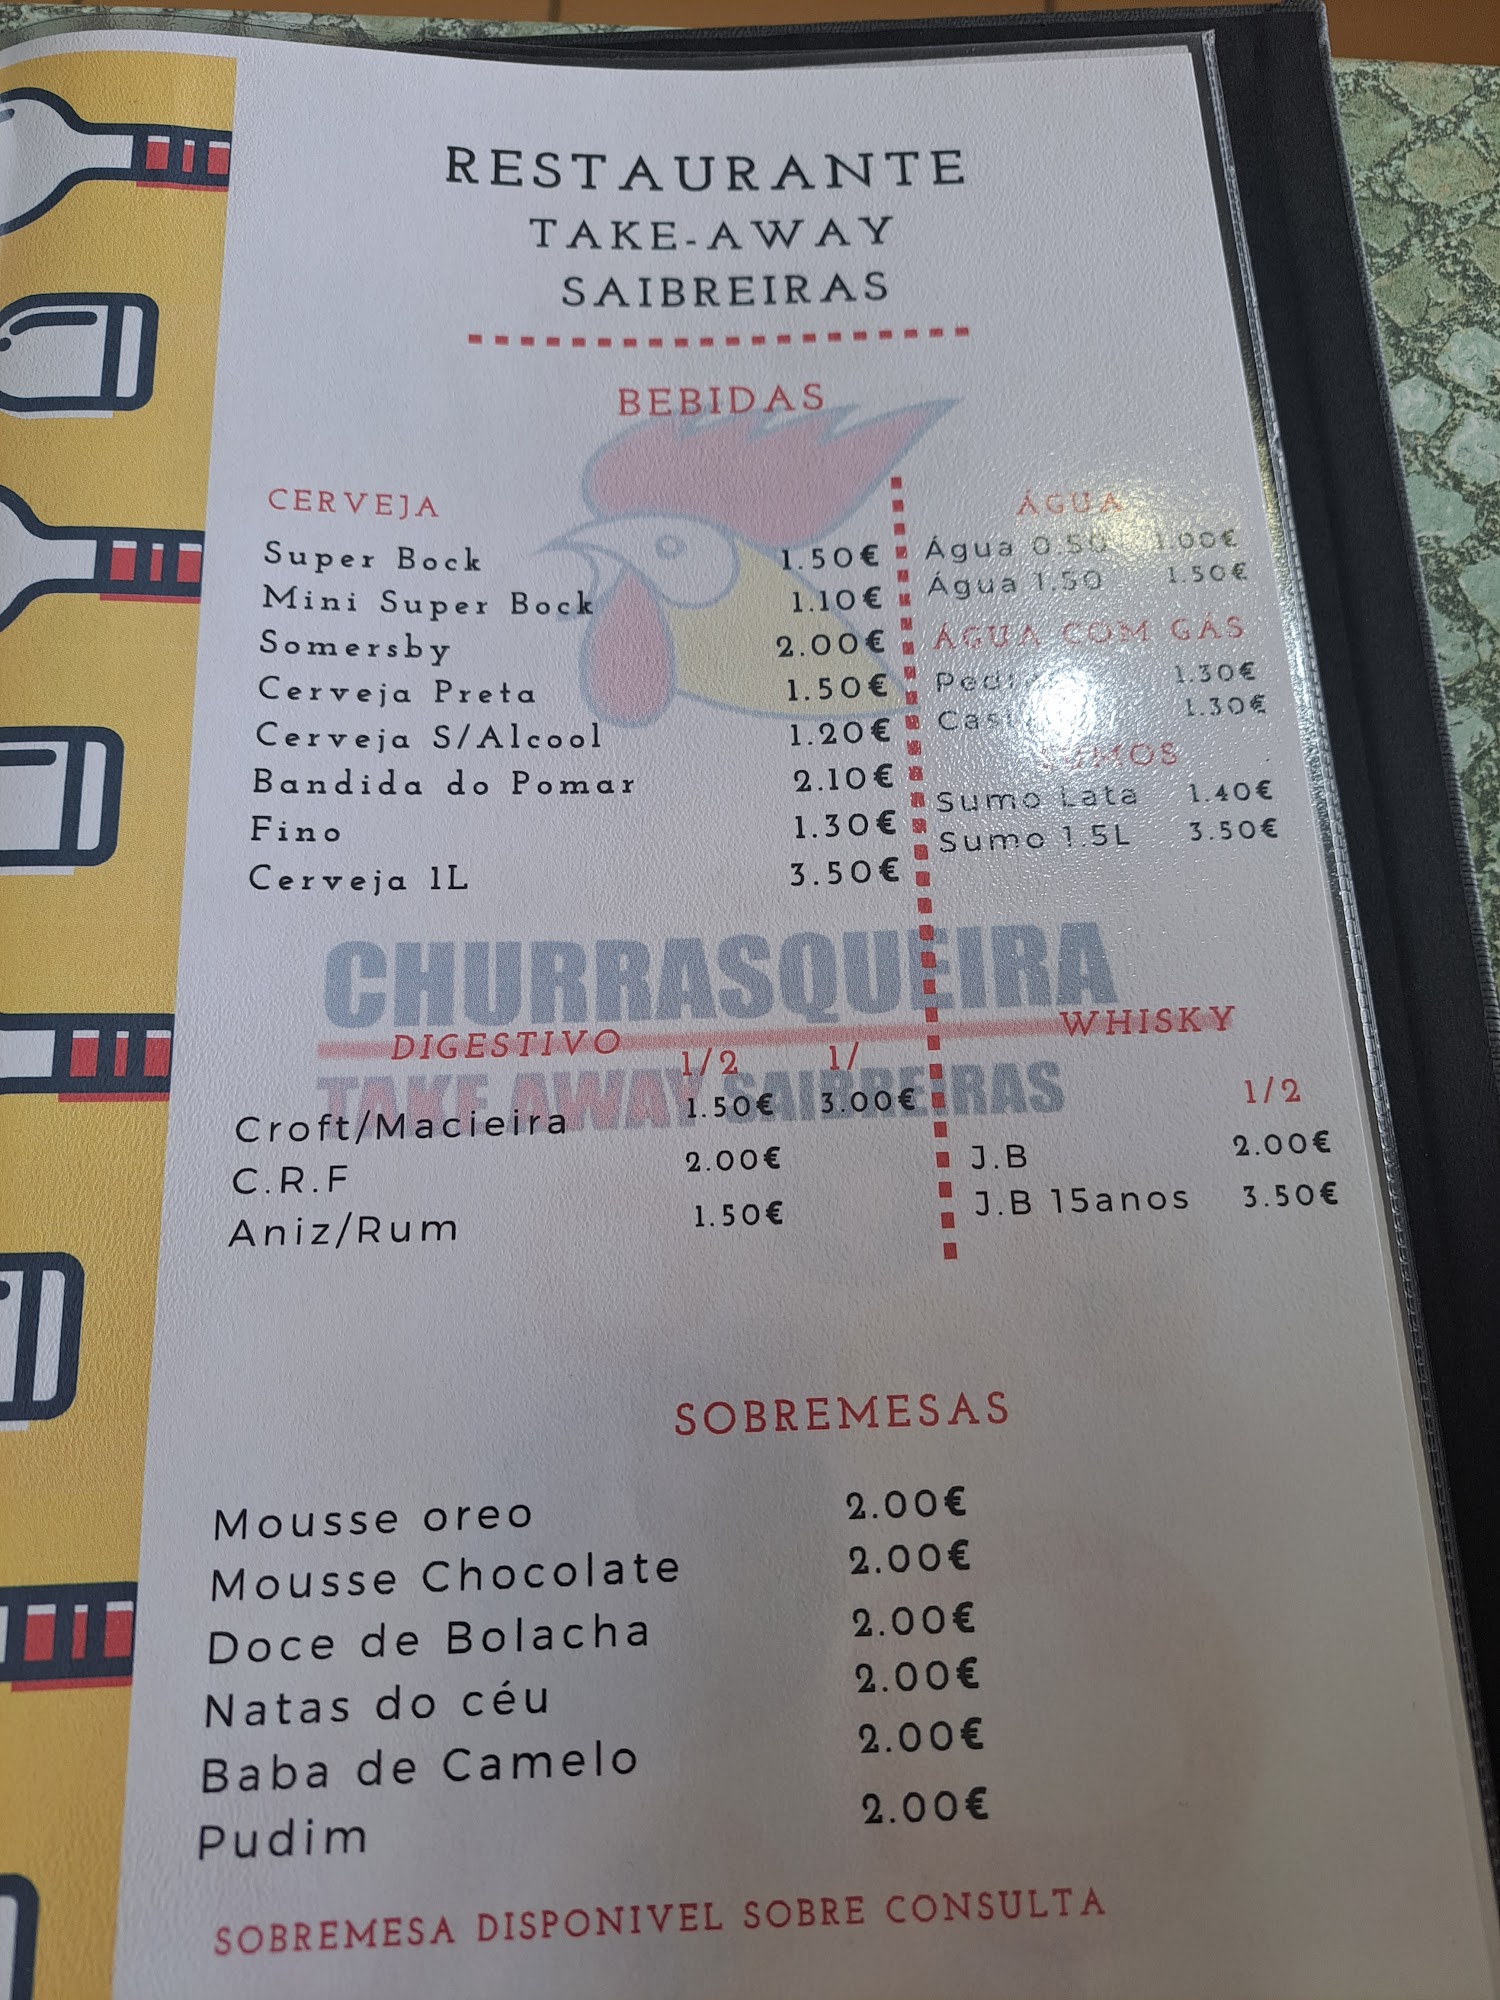 RESTAURANTE
TAKE-AWAY
SAIBREIRAS
BEBIDAS
CERVEJA
Super Bock 1.50€
Mini Super Bock 1.10€
Somersby 2.00€
Cerveja Preta 1.50€
Cerveja S/Alcool 1.20€
Bandida do Pomar 2.10€
Fino 1.30€
Cerveja 1L 3.50€
ÁGUA
Água 0.50 1.00€
Água 1.50 1.50€
ÁGUA COM GÁS
1.30€
1.30€
Sumo Lata 1.40€
Sumo 1.5L 3.50€
CHURRASQUEIRA
TAKE AWAY SAIBREIRAS
DIGESTIVO 1/2 1/
Croft/Macieira 1.50€ 3.00€
C.R.F 2.00€
Aniz/Rum 1.50€
WHISKY
1/2
J.B 2.00€
J.B 15anos 3.50€
SOBREMESAS
Mousse oreo 2.00€
Mousse Chocolate 2.00€
Doce de Bolacha 2.00€
Natas do céu 2.00€
Baba de Camelo 2.00€
Pudim 2.00€
SOBREMESA DISPONIVEL SOBRE CONSULTA